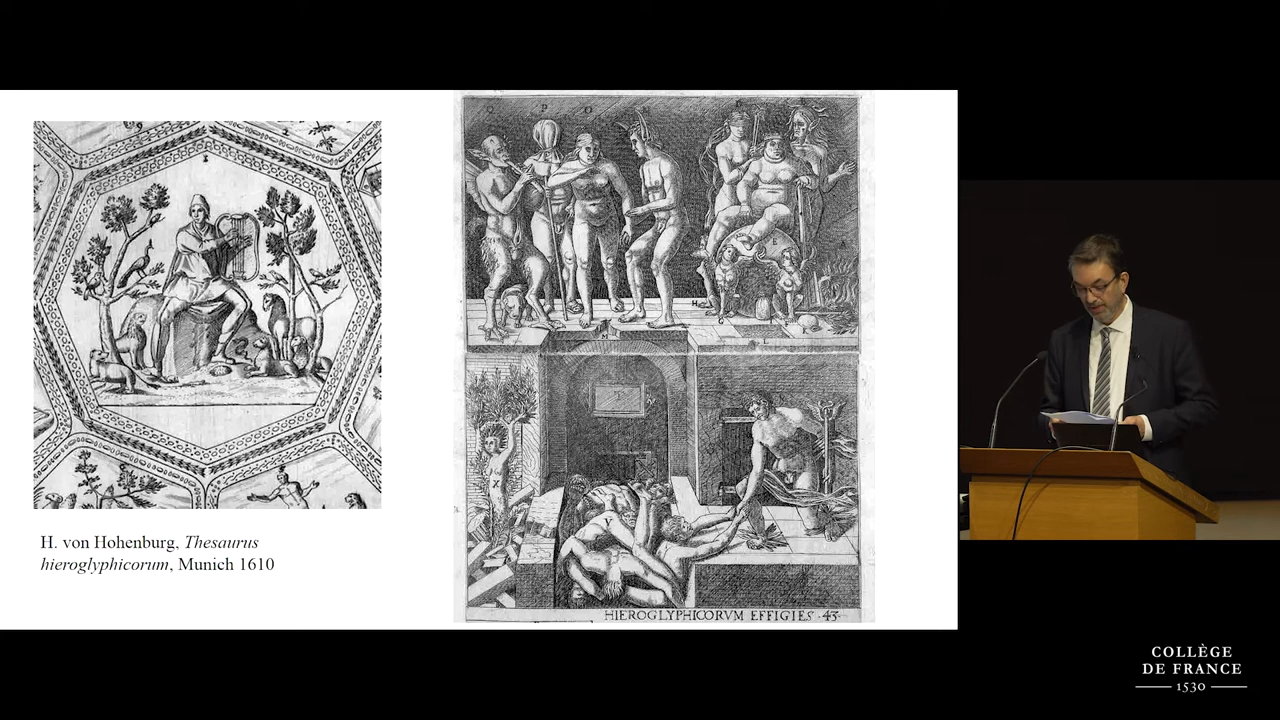 H. von Hohenburg, Thesaurus
hieroglyphicorum, Munich 1610
HIEROGLYPHICORVM EFFIGIES ·43·
COLLÈGE
DE FRANCE
1530